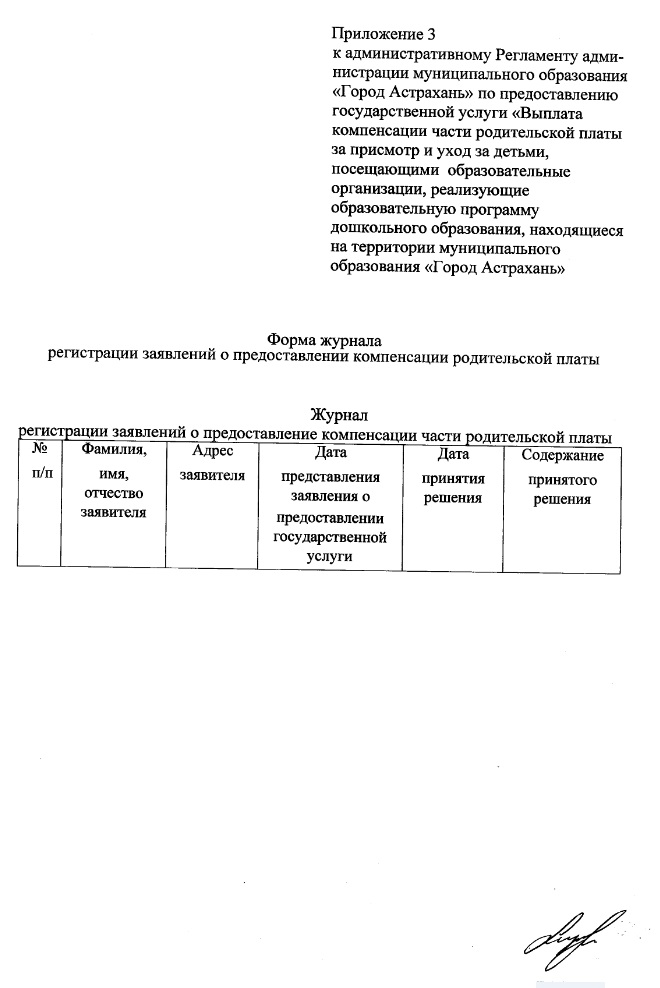 Приложение 3
к административному Регламенту адми-
нистрации муниципального образования
«Город Астрахань» по предоставлению
государственной услуги «Выплата
компенсации части родительской платы
за присмотр и уход за детьми,
посещающими образовательные
организации, реализующие
образовательную программу
дошкольного образования, находящиеся
на территории муниципального
образования «Город Астрахань»
Форма журнала
регистрации заявлений о предоставлении компенсации родительской платы
Журнал
регистрации заявлений о предоставление компенсации части родительской платы
№
п/п
Фамилия,
имя,
отчество
заявителя
Адрес
заявителя
Дата
представления
заявления о
предоставлении
государственной
услуги
Дата
принятия
решения
Содержание
принятого
решения